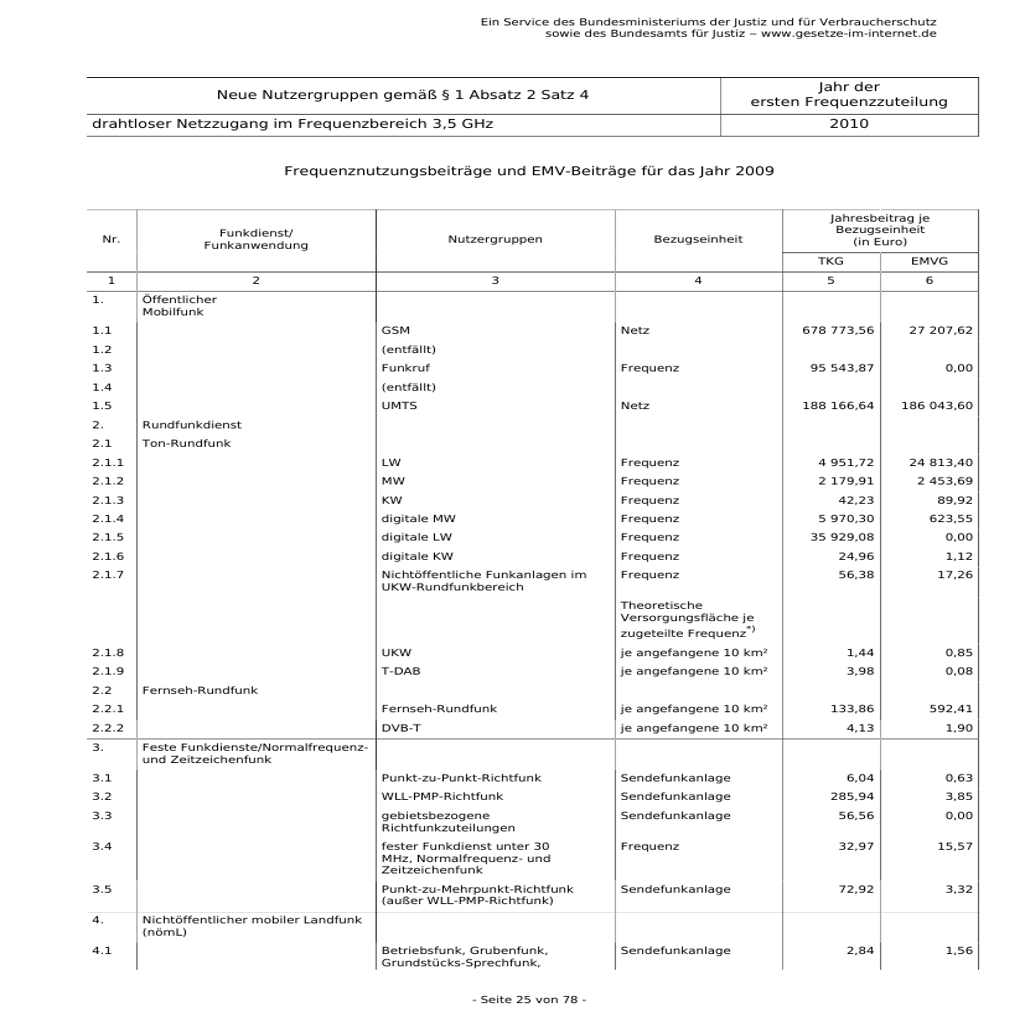 Ein Service des Bundesministeriums der Justiz und für Verbraucherschutz
sowie des Bundesamts für Justiz – www.gesetze-im-internet.de
Neue Nutzergruppen gemäß § 1 Absatz 2 Satz 4
Jahr der
ersten Frequenzzuteilung
drahtloser Netzzugang im Frequenzbereich 3,5 GHz 2010
Frequenznutzungsbeiträge und EMV-Beiträge für das Jahr 2009
Nr.
Funkdienst/
Funkanwendung
Nutzergruppen
Bezugseinheit
Jahresbeitrag je
Bezugseinheit
(in Euro)
TKG EMVG
1 2 3 4 5 6
1. Öffentlicher
Mobilfunk
1.1 GSM Netz 678 773,56 27 207,62
1.2 (entfällt)
1.3 Funkruf Frequenz 95 543,87 0,00
1.4 (entfällt)
1.5 UMTS Netz 188 166,64 186 043,60
2. Rundfunkdienst
2.1 Ton-Rundfunk
2.1.1 LW Frequenz 4 951,72 24 813,40
2.1.2 MW Frequenz 2 179,91 2 453,69
2.1.3 KW Frequenz 42,23 89,92
2.1.4 digitale MW Frequenz 5 970,30 623,55
2.1.5 digitale LW Frequenz 35 929,08 0,00
2.1.6 digitale KW Frequenz 24,96 1,12
2.1.7 Nichtöffentliche Funkanlagen im Frequenz 56,38 17,26
UKW-Rundfunkbereich
Theoretische
Versorgungsfläche je
zugeteilte Frequenz*)
2.1.8 UKW je angefangene 10 km² 1,44 0,85
2.1.9 T-DAB je angefangene 10 km² 3,98 0,08
2.2 Fernseh-Rundfunk
2.2.1 Fernseh-Rundfunk je angefangene 10 km² 133,86 592,41
2.2.2 DVB-T je angefangene 10 km² 4,13 1,90
3. Feste Funkdienste/Normalfrequenz-
und Zeitzeichenfunk
3.1 Punkt-zu-Punkt-Richtfunk Sendefunkanlage 6,04 0,63
3.2 WLL-PMP-Richtfunk Sendefunkanlage 285,94 3,85
3.3 gebietsbezogene Sendefunkanlage 56,56 0,00
Richtfunkzuteilungen
3.4 fester Funkdienst unter 30 Frequenz 32,97 15,57
MHz, Normalfrequenz- und
Zeitzeichenfunk
3.5 Punkt-zu-Mehrpunkt-Richtfunk Sendefunkanlage 72,92 3,32
(außer WLL-PMP-Richtfunk)
4. Nichtöffentlicher mobiler Landfunk
(nömL)
4.1 Betriebsfunk, Grubenfunk, Sendefunkanlage 2,84 1,56
Grundstücks-Sprechfunk,
- Seite 25 von 78 -